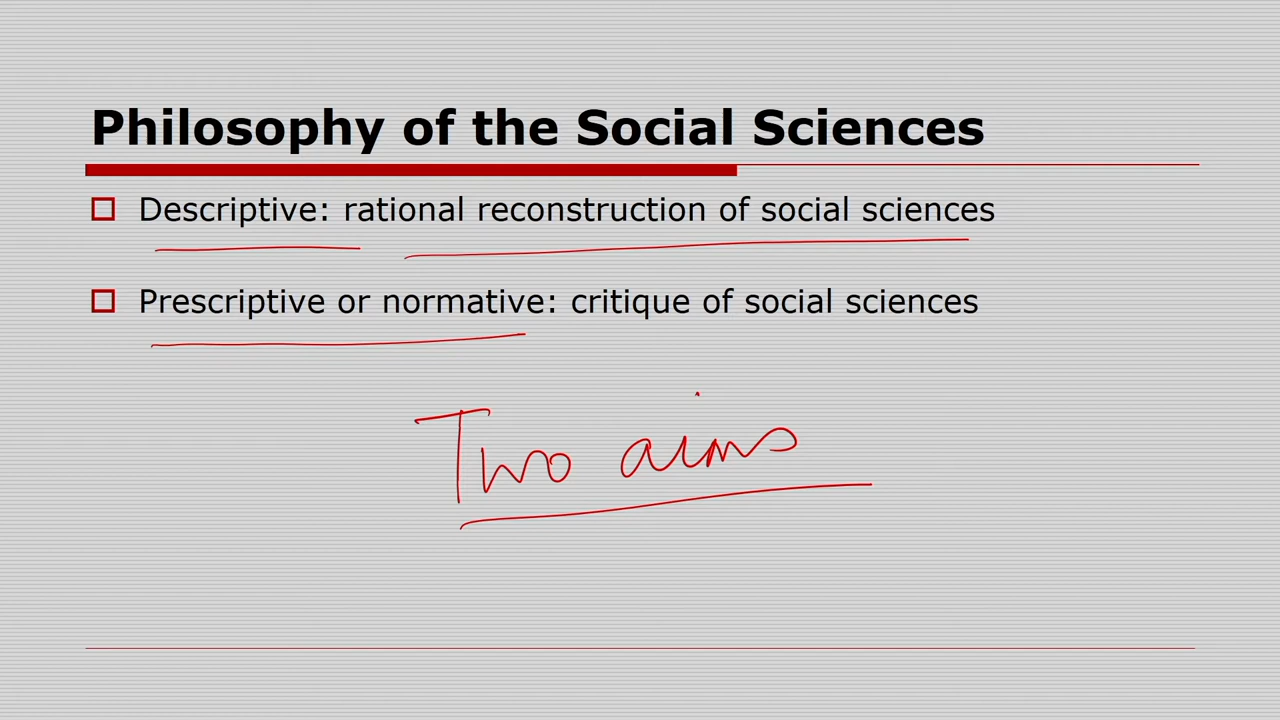 Philosophy of the Social Sciences
Descriptive: rational reconstruction of social sciences
Prescriptive or normative: critique of social sciences
Two aims